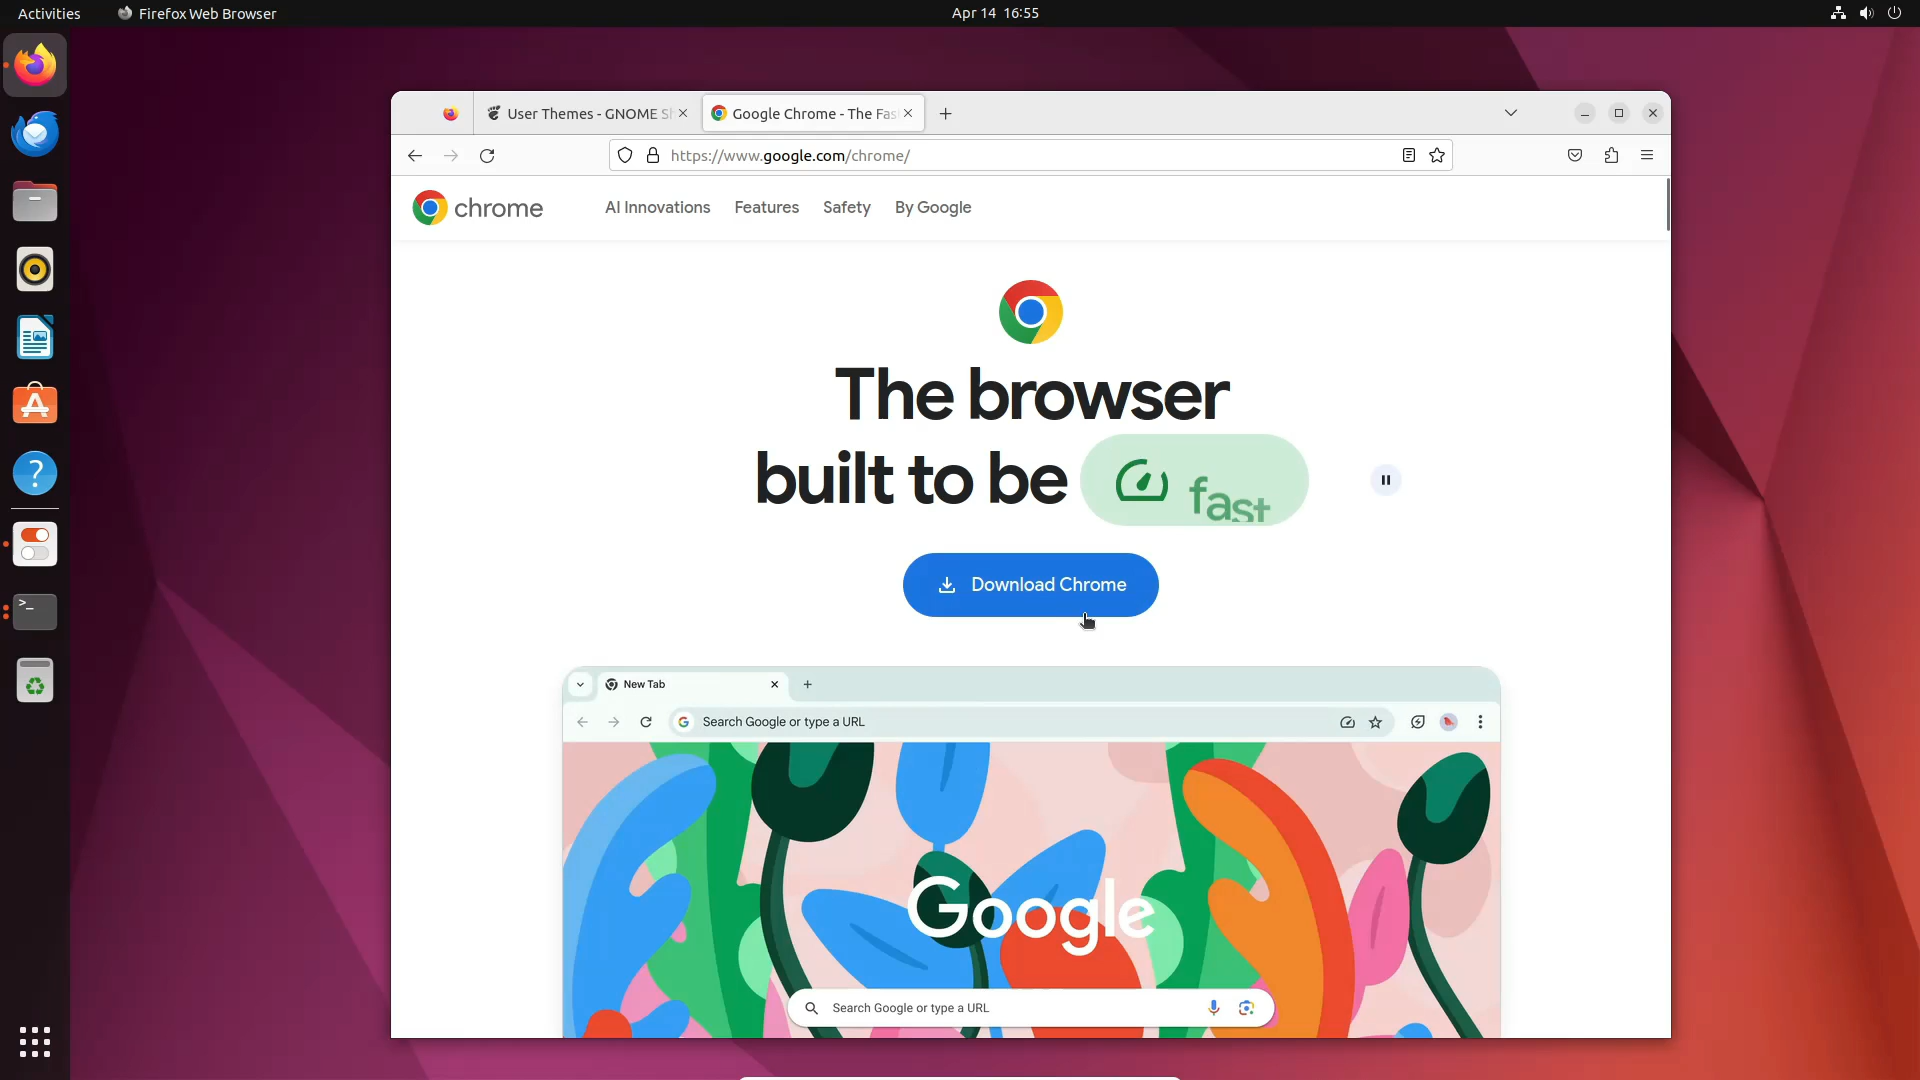 Activities
Firefox Web Browser
Apr 14 16:55
User Themes - GNOME S
Google Chrome - The Fas
https://www.google.com/chrome/
chrome
AI Innovations
Features
Safety
By Google
The browser
built to be fast
Download Chrome
New Tab
Search Google or type a URL
Google
Search Google or type a URL